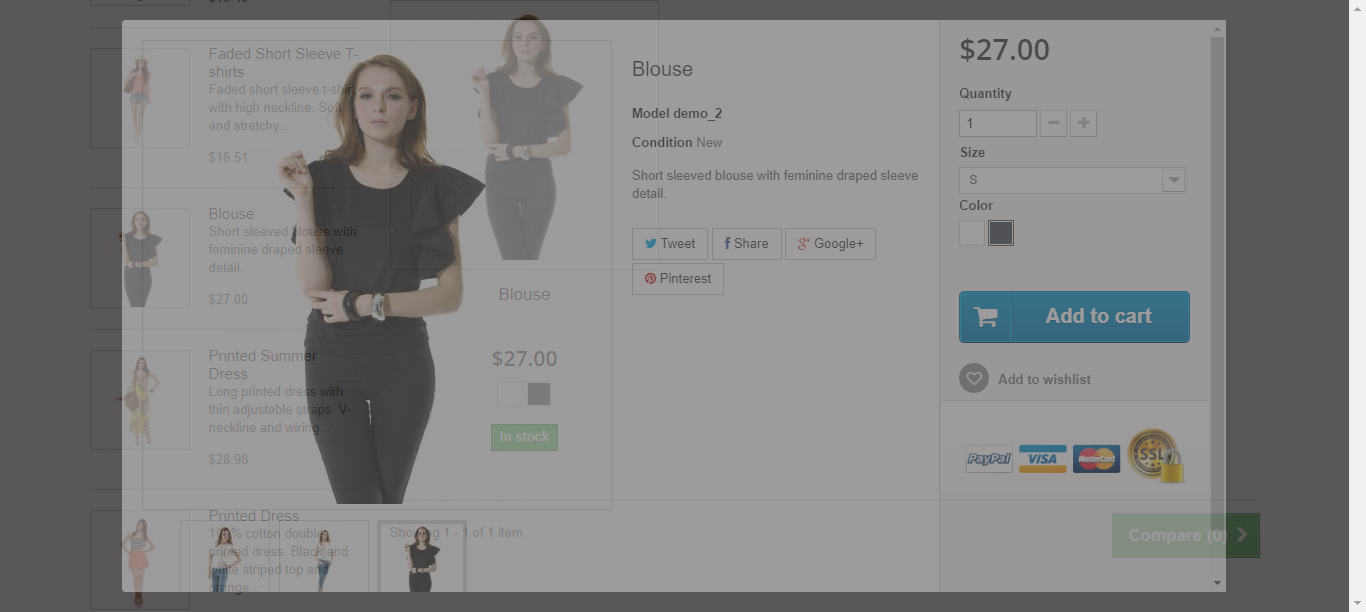 Faded Short Sleeve T-
shirts
Faded short sleeve t-shirt
with high neckline. Soft
and stretchy...
$16.51
Blouse
Short sleeved blouse with
feminine draped sleeve
detail.
$27.00
Printed Summer
Dress
Long printed dress with
thin adjustable straps. V-
neckline and wiring...
$28.98
Printed Dress
100% cotton double
printed dress. Black and
white striped top and
orange...
Blouse
$27.00
In stock
Showing 1 - 1 of 1 item
Blouse
Model demo_2
Condition New
Short sleeved blouse with feminine draped sleeve
detail.
Tweet
Share
Google+
Pinterest
$27.00
Quantity
1
Size
S
Color
Add to cart
Add to wishlist
PayPal
VISA
MasterCard
SSL
Compare (0)